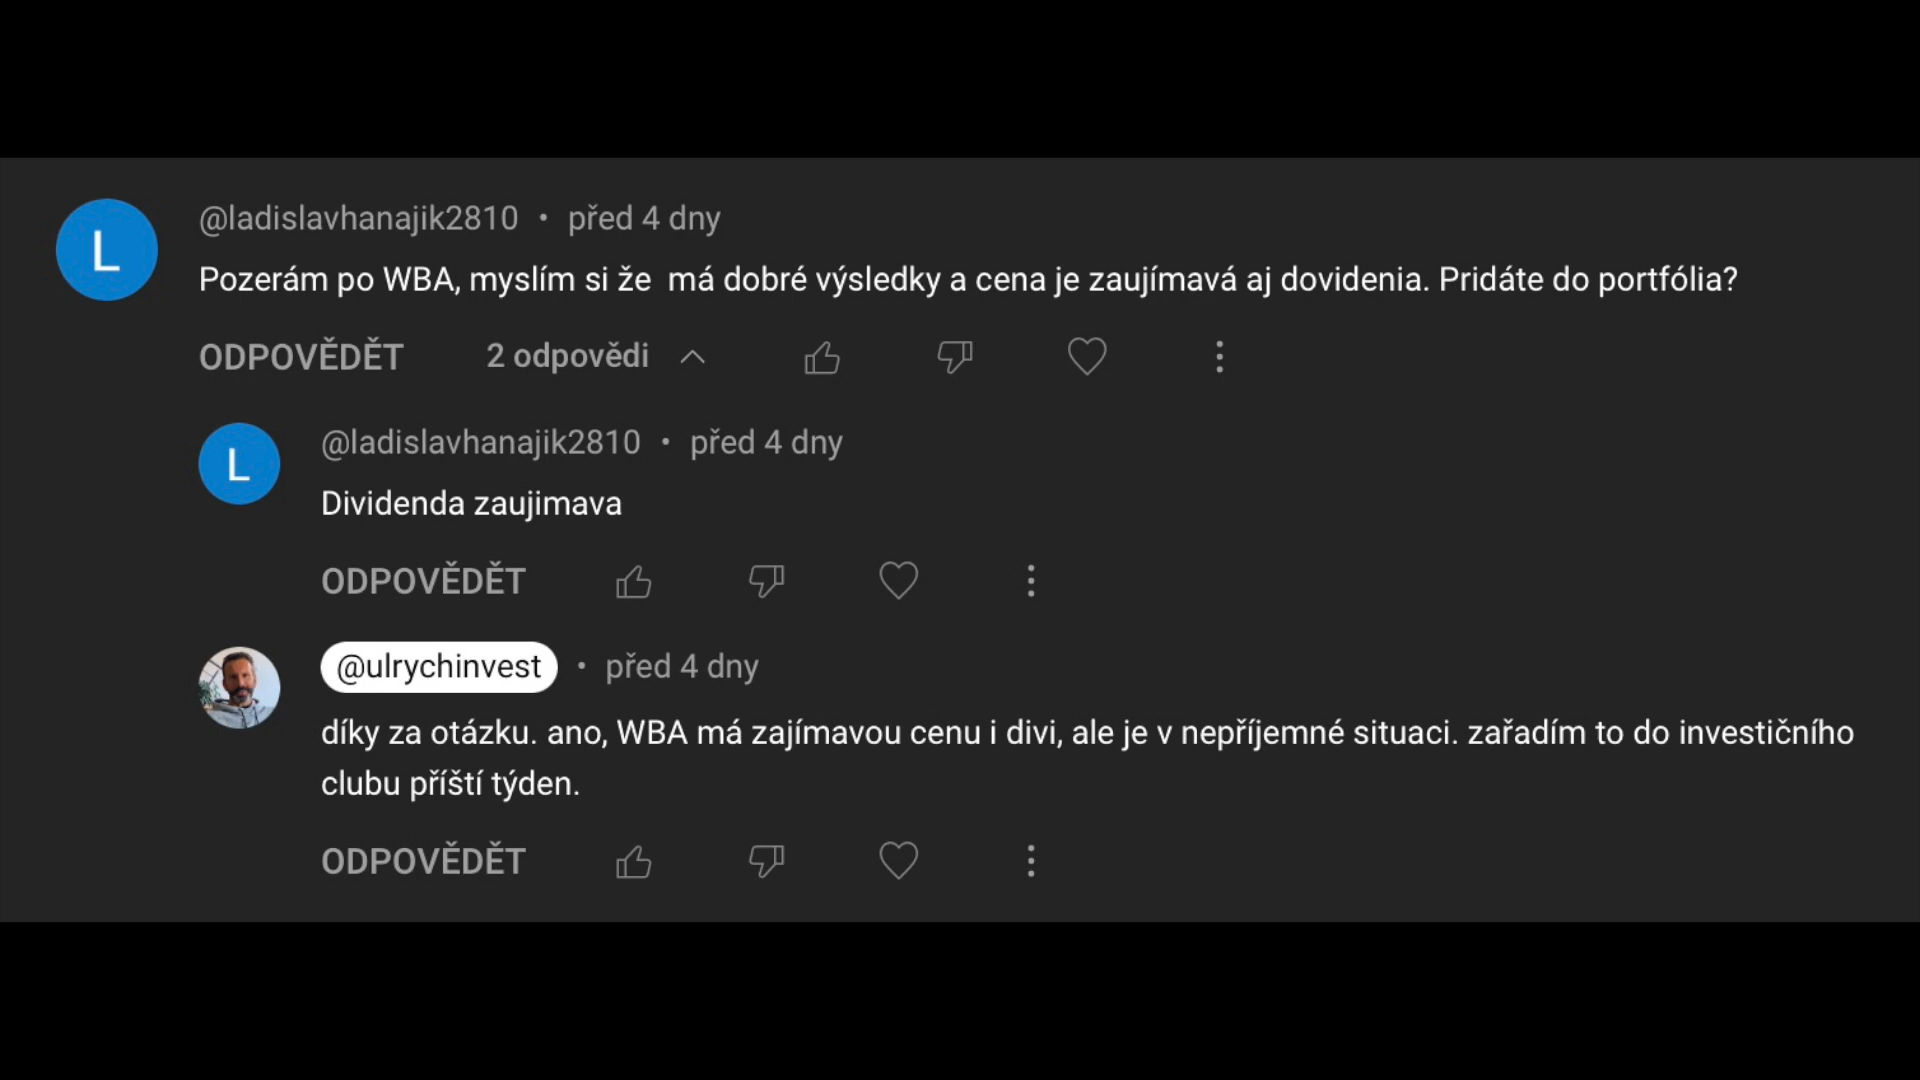 L
@ladislavhanajik2810 • před 4 dny
Pozerám po WBA, myslím si že  má dobré výsledky a cena je zaujímavá aj dovidenia. Pridáte do portfólia?
ODPOVĚDĚT 2 odpovědi
L
@ladislavhanajik2810 • před 4 dny
Dividenda zaujimava
ODPOVĚDĚT
@ulrychinvest • před 4 dny
díky za otázku. ano, WBA má zajímavou cenu i divi, ale je v nepříjemné situaci. zařadím to do investičního
clubu příští týden.
ODPOVĚDĚT